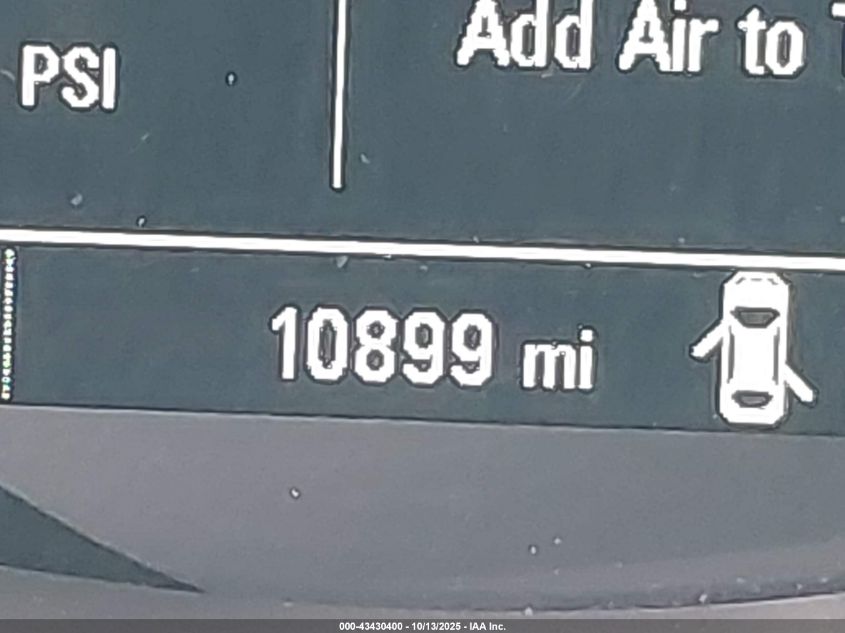 PSI
Add Air to
10899 mi
000-43430400 - 10/13/2025 - IAA Inc.